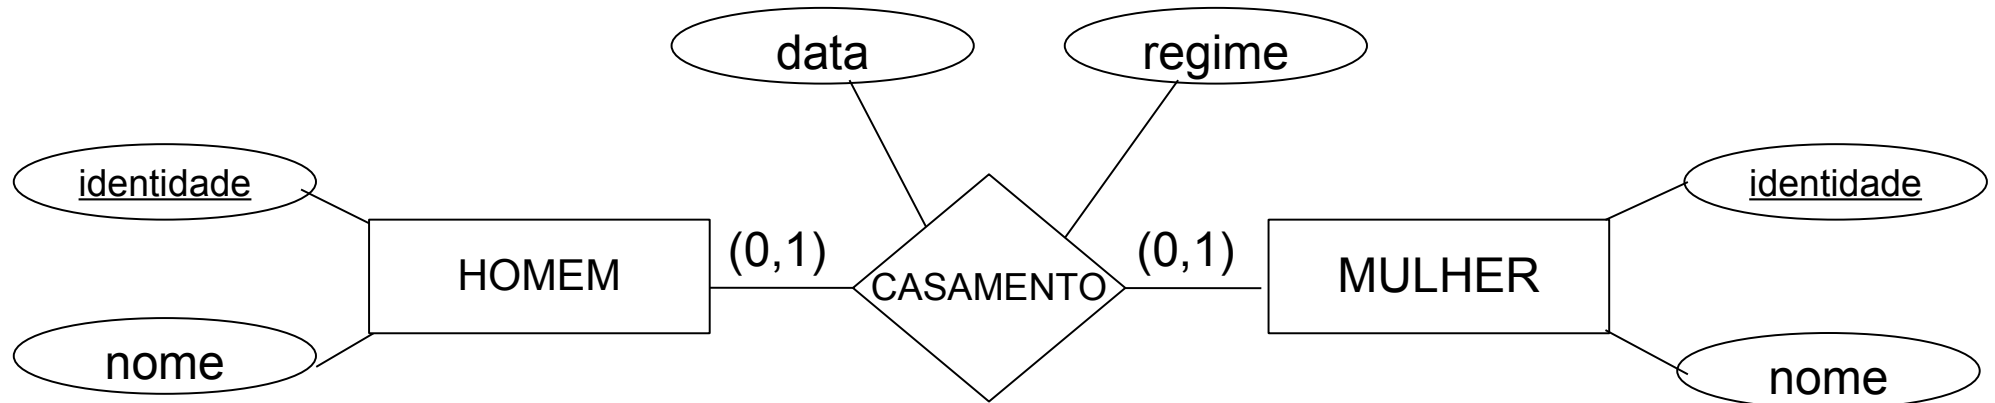 data
regime
identidade
identidade
HOMEM
(0,1)
CASAMENTO
(0,1)
MULHER
nome
nome